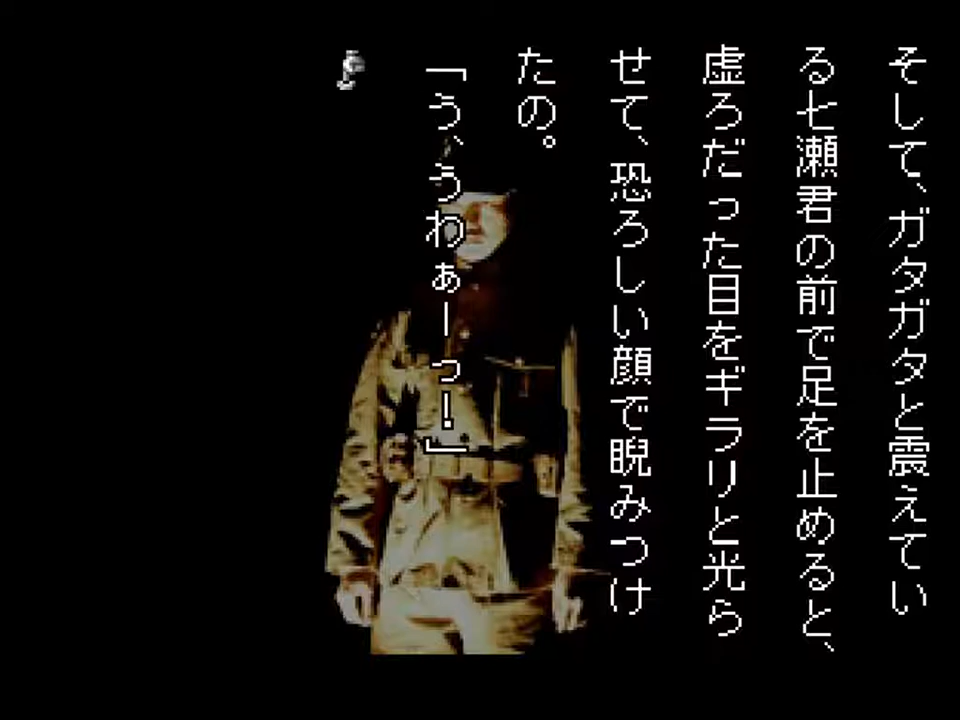 そして、ガタガタと震えてい
る七瀬君の前で足を止めると、
虚ろだった目をギラリと光ら
せて、恐ろしい顔で睨みつけ
たの。
「う、うわぁーっ！」